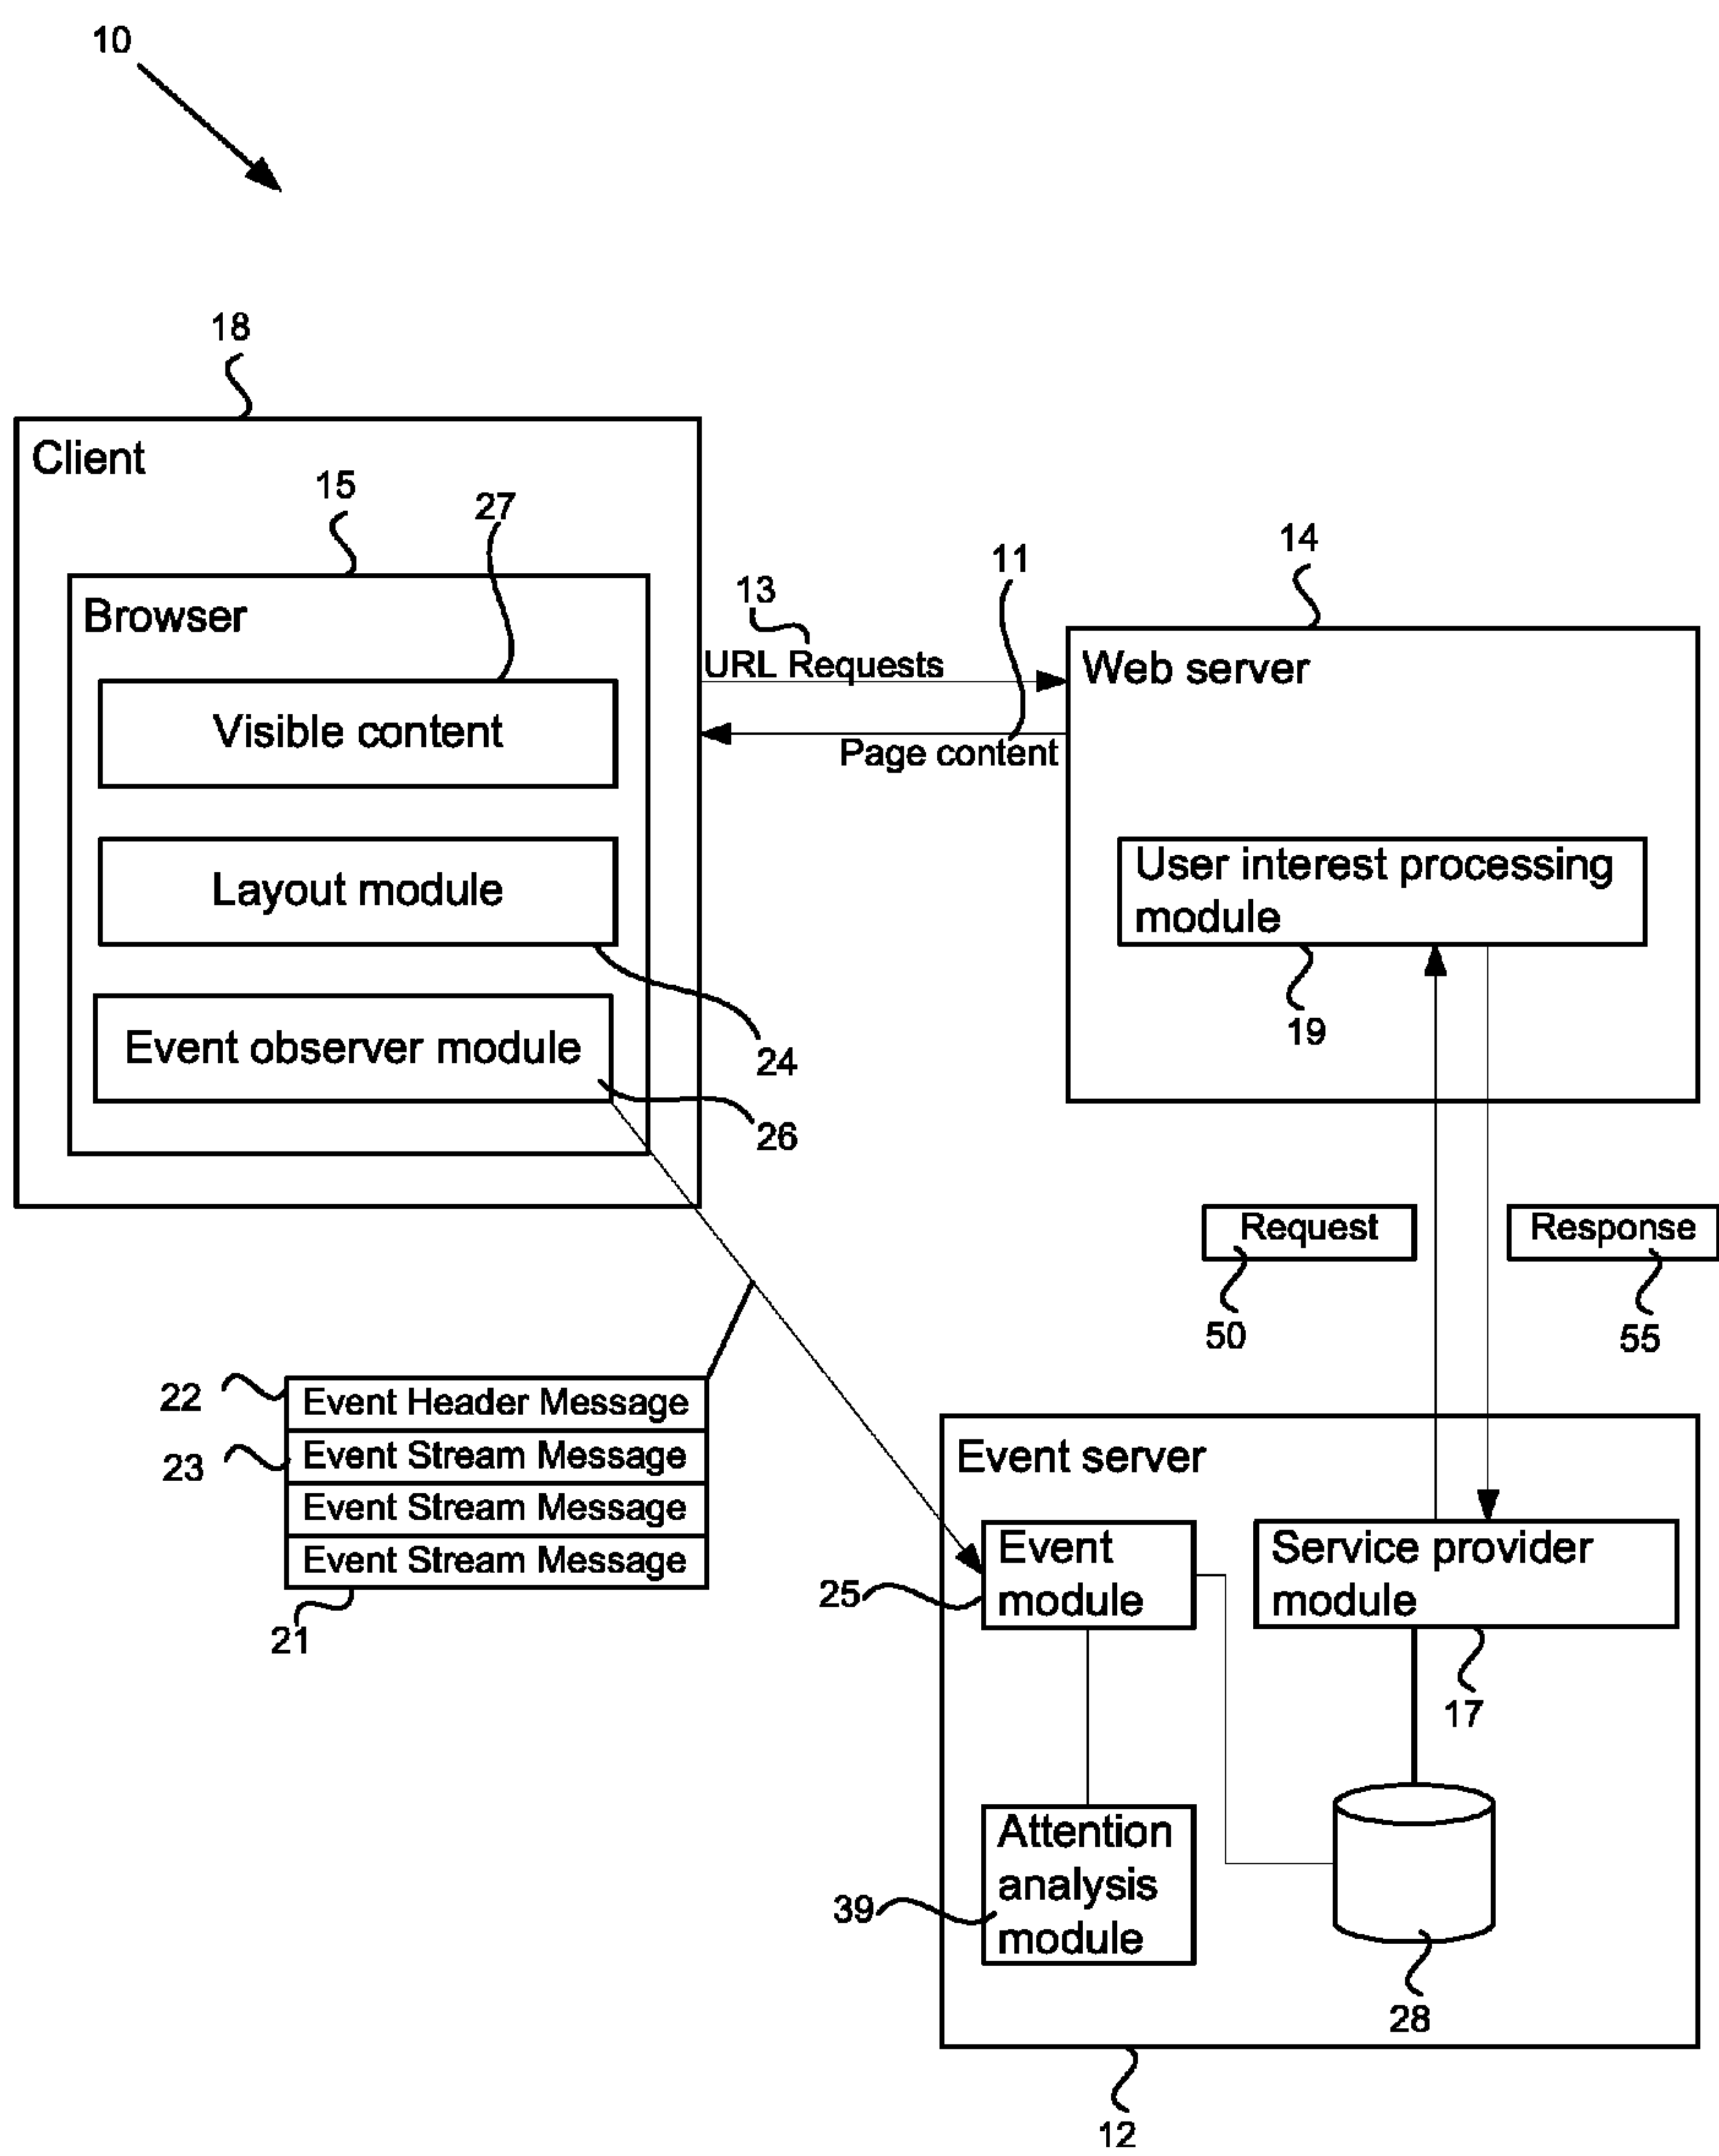 10
18
Client
15
27
Browser
Visible content
Layout module
Event observer module
24
26
13
URL Requests
11
Page content
14
Web server
User interest processing
module
19
Request
50
Response
55
22
Event Header Message
23
Event Stream Message
Event Stream Message
Event Stream Message
21
Event server
25
Event
module
Service provider
module
17
39
Attention
analysis
module
28
12